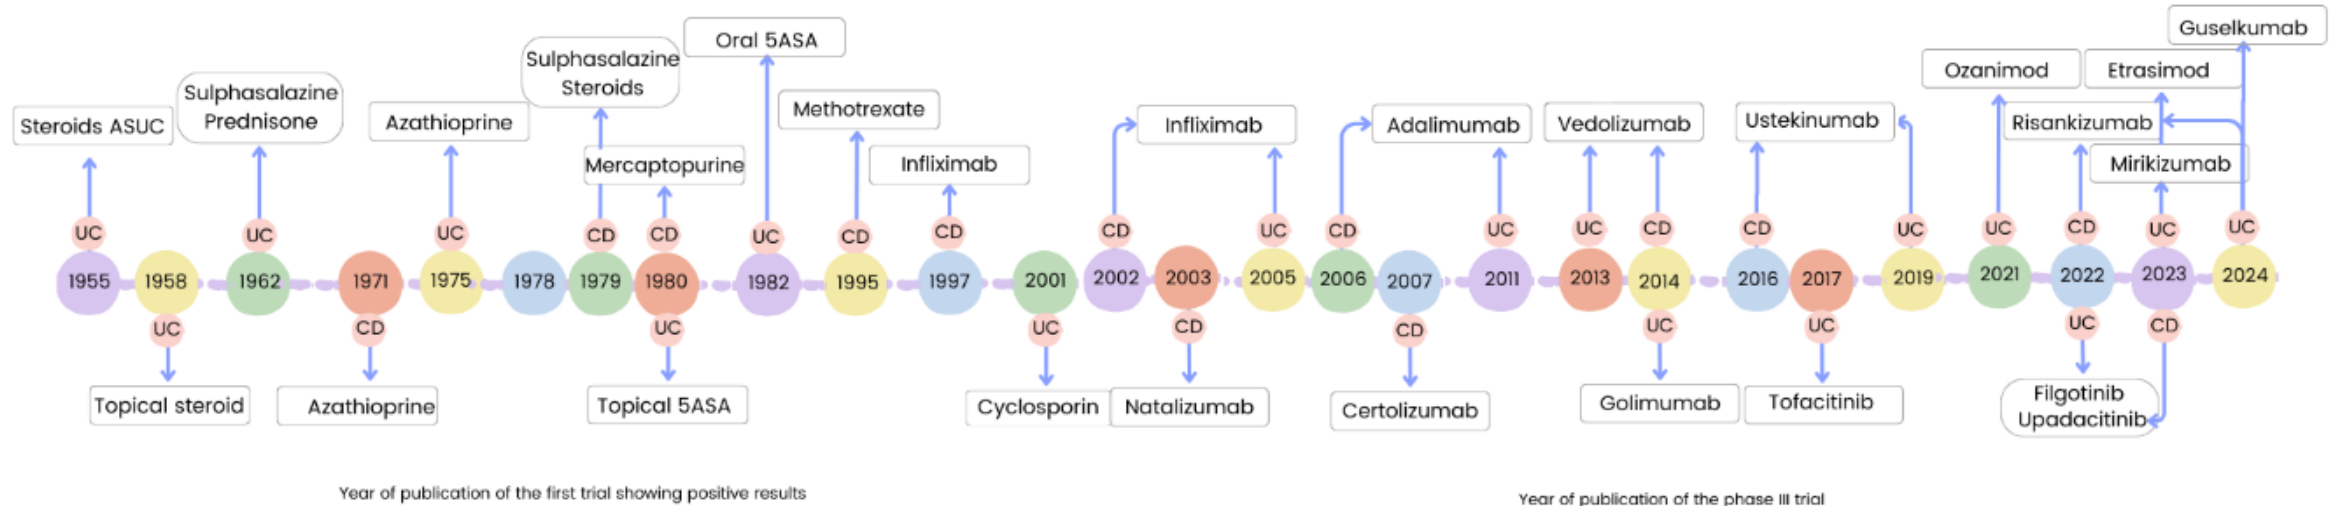 Guselkumab
Oral 5ASA
Sulphasalazine
Steroids
Ozanimod
Etrasimod
Sulphasalazine
Prednisone
Methotrexate
Steroids ASUC
Azathioprine
Infliximab
Adalimumab
Vedolizumab
Ustekinumab
Risankizumab
Mercaptopurine
Infliximab
Mirikizumab
UC
UC
UC
CD
CD
UC
CD
CD
CD
UC
CD
UC
UC
CD
CD
UC
UC
CD
UC
UC
1955
1958
1962
1971
1975
1978
1979
1980
1982
1995
1997
2001
2002
2003
2005
2006
2007
2011
2013
2014
2016
2017
2019
2021
2022
2023
2024
UC
CD
UC
UC
CD
CD
UC
UC
UC
CD
Topical steroid
Azathioprine
Topical 5ASA
Cyclosporin
Natalizumab
Certolizumab
Golimumab
Tofacitinib
Filgotinib
Upadacitinib
Year of publication of the first trial showing positive results
Year of publication of the phase III trial